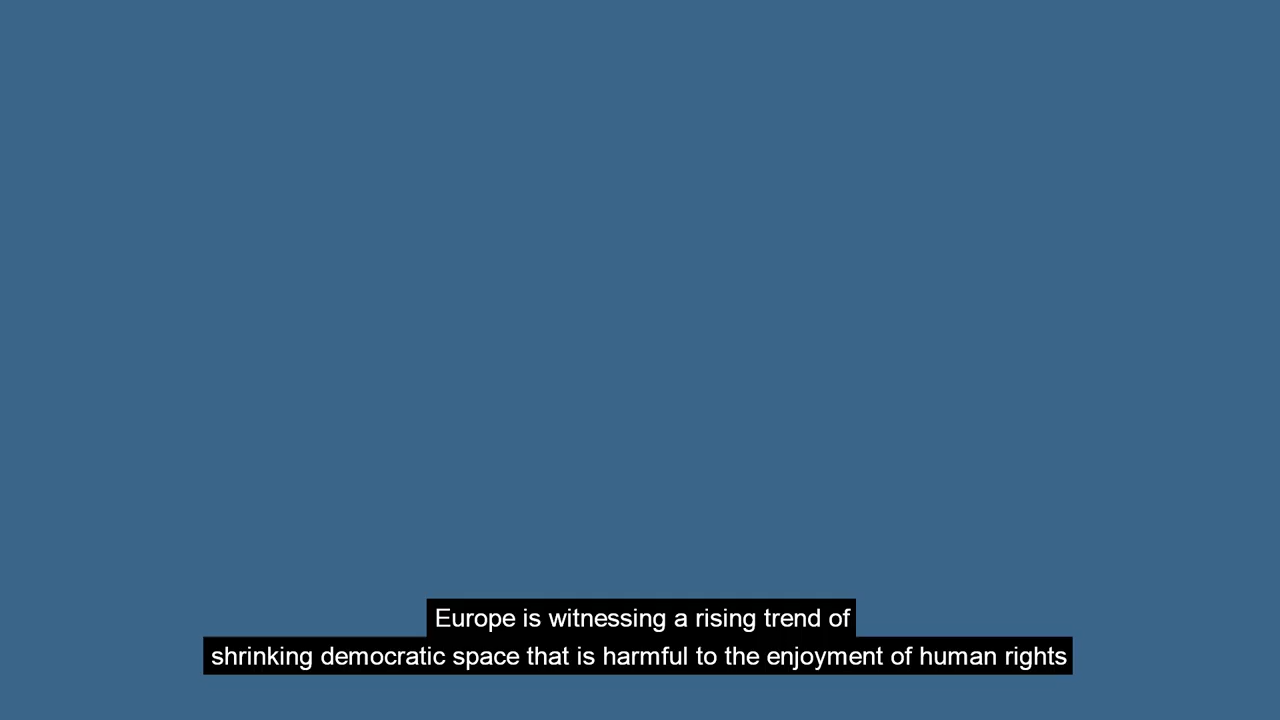 Europe is witnessing a rising trend of
shrinking democratic space that is harmful to the enjoyment of human rights